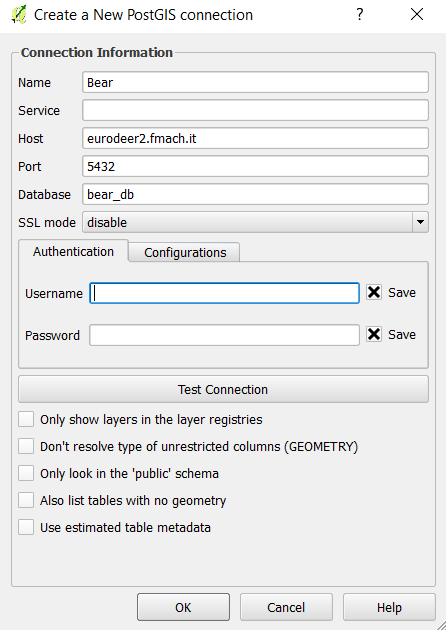 Create a New PostGIS connection ?
Connection Information
Name Bear
Service
Host eurodeer2.fmach.it
Port 5432
Database bear_db
SSL mode disable
Authentication Configurations
Username Save
Password Save
Test Connection
Only show layers in the layer registries
Don't resolve type of unrestricted columns (GEOMETRY)
Only look in the 'public' schema
Also list tables with no geometry
Use estimated table metadata
OK Cancel Help